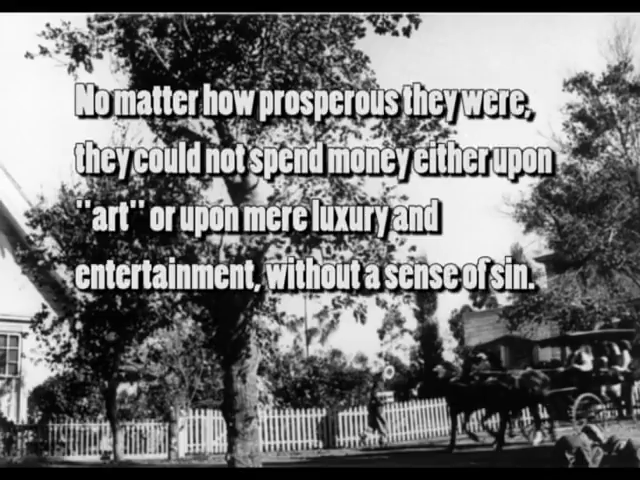 No matter how prosperous they were,
they could not spend money either upon
"art" or upon mere luxury and
entertainment, without a sense of sin.